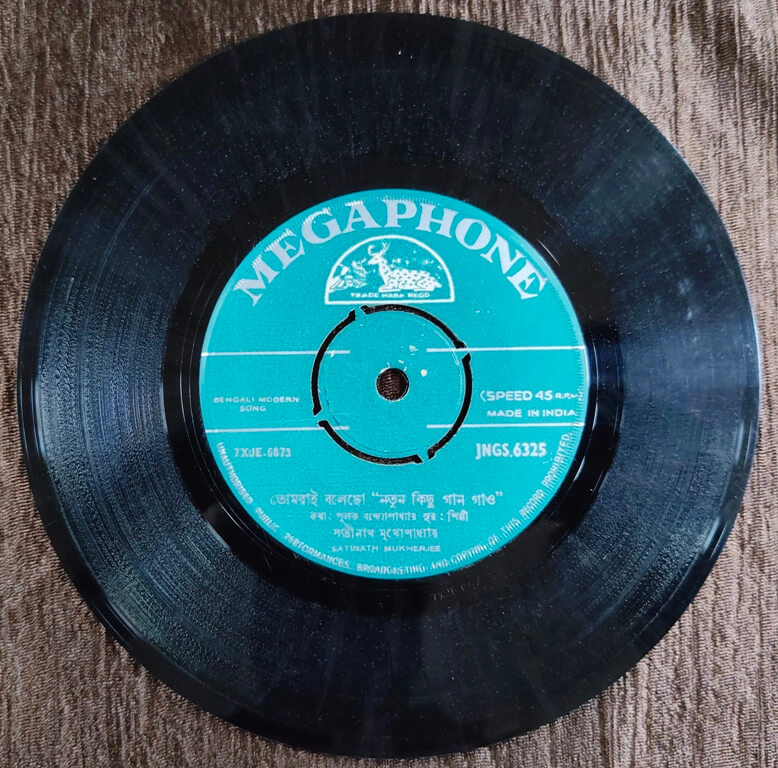 MEGAPHONE
TRADE MARK REGD
BENGALI MODERN
SONG
(SPEED 45 R.P.M.
MADE IN INDIA
7XJE.6873
JNGS.6325
তোমরাই বলেছো "নতুন কিছু গান গাও"
কথা: পুলক বন্দ্যোপাধ্যায় সুর: শিল্পী
সতীনাথ মুখোপাধ্যায়
SATINATH MUKHERJEE
UNAUTHORISED PUBLIC PERFORMANCES, BROADCASTING AND COPYING OF THIS RECORD PROHIBITED